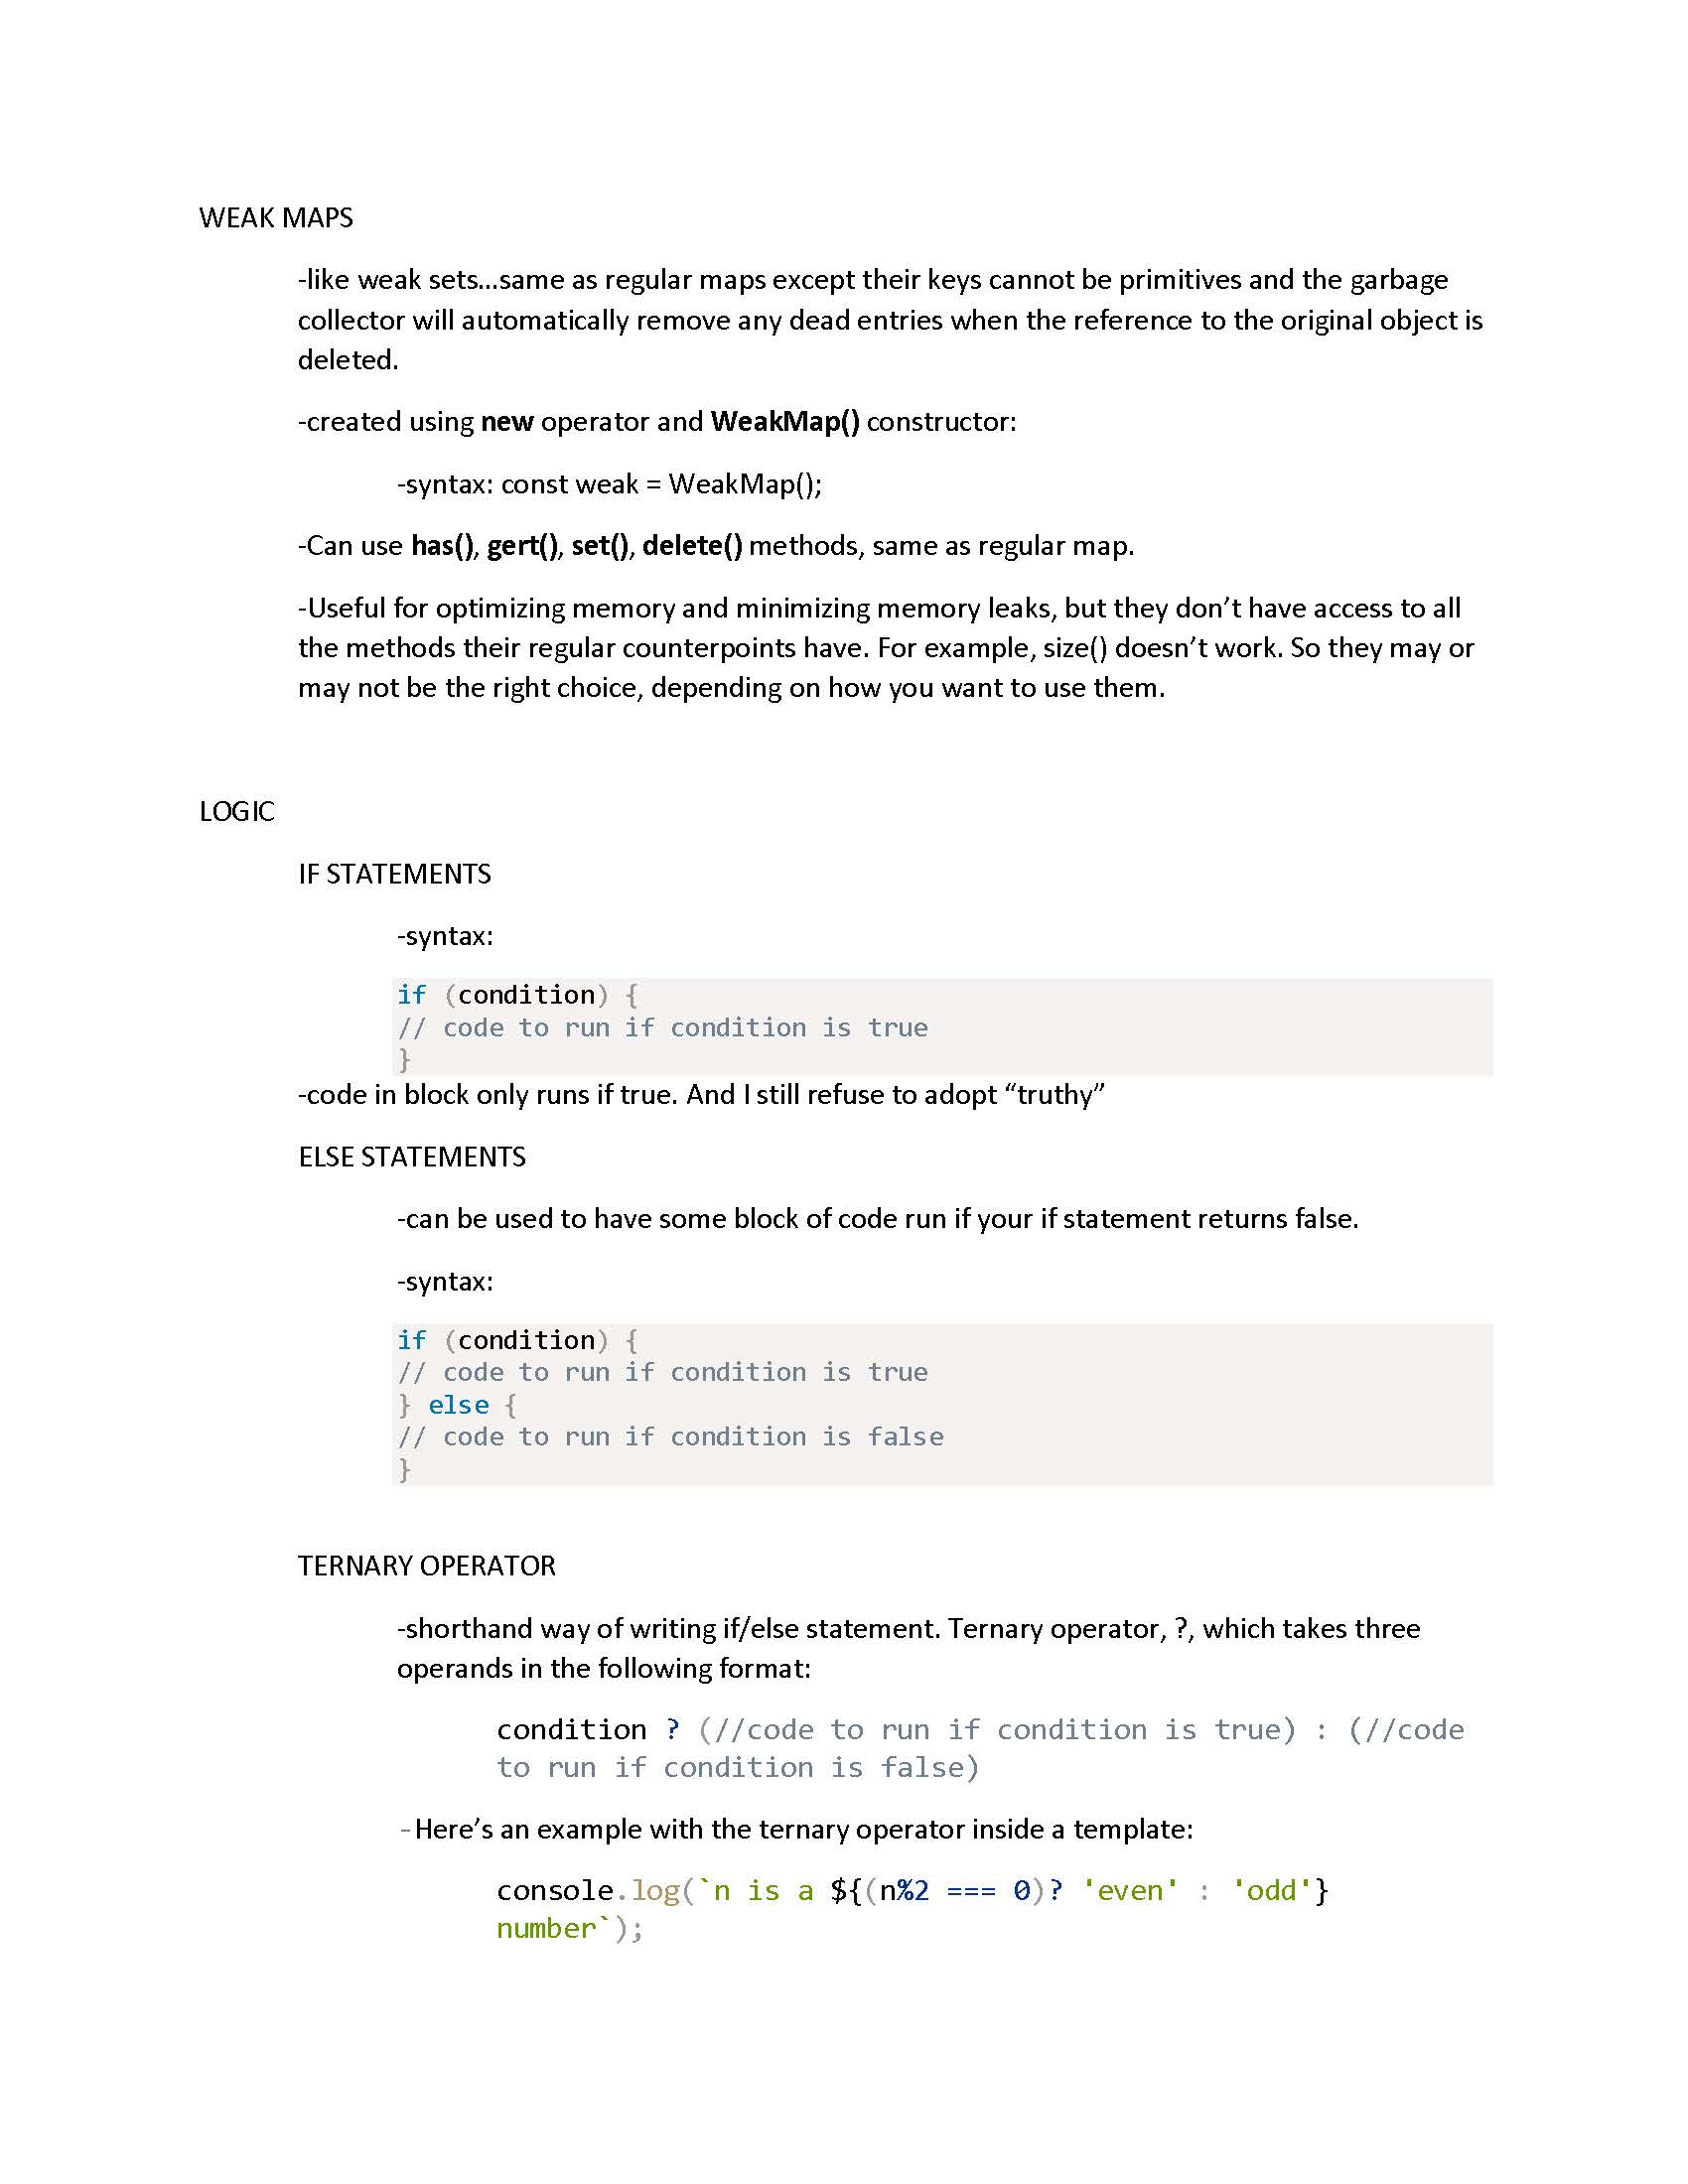 WEAK MAPS
-like weak sets...same as regular maps except their keys cannot be primitives and the garbage
collector will automatically remove any dead entries when the reference to the original object is
deleted.
-created using new operator and WeakMap() constructor:
-syntax: const weak = WeakMap();
-Can use has(), gert(), set(), delete() methods, same as regular map.
-Useful for optimizing memory and minimizing memory leaks, but they don’t have access to all
the methods their regular counterpoints have. For example, size() doesn’t work. So they may or
may not be the right choice, depending on how you want to use them.
LOGIC
IF STATEMENTS
-syntax:
if (condition) {
// code to run if condition is true
}
-code in block only runs if true. And I still refuse to adopt “truthy”
ELSE STATEMENTS
-can be used to have some block of code run if your if statement returns false.
-syntax:
if (condition) {
// code to run if condition is true
} else {
// code to run if condition is false
}
TERNARY OPERATOR
-shorthand way of writing if/else statement. Ternary operator, ?, which takes three
operands in the following format:
condition ? (//code to run if condition is true) : (//code
to run if condition is false)
-Here’s an example with the ternary operator inside a template:
console.log(`n is a ${(n%2 === 0)? 'even' : 'odd'}
number`);